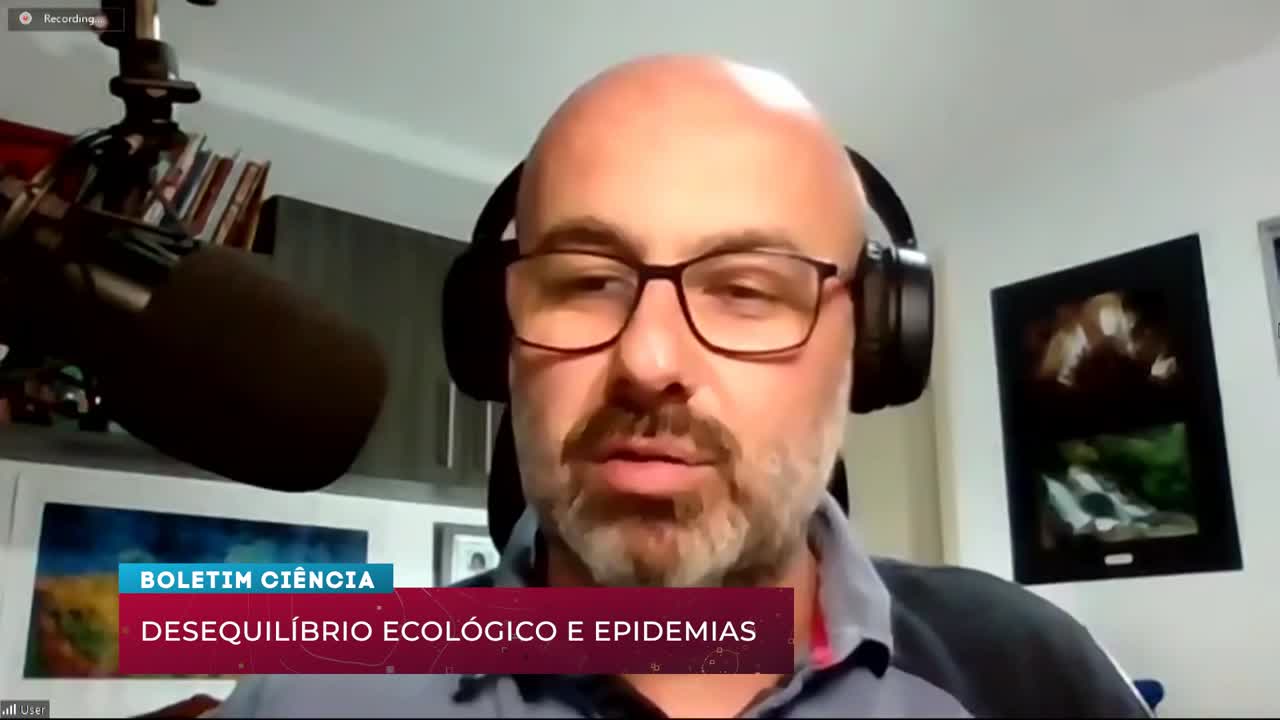 Recording...
BOLETIM CIÊNCIA
DESEQUILÍBRIO ECOLÓGICO E EPIDEMIAS
User